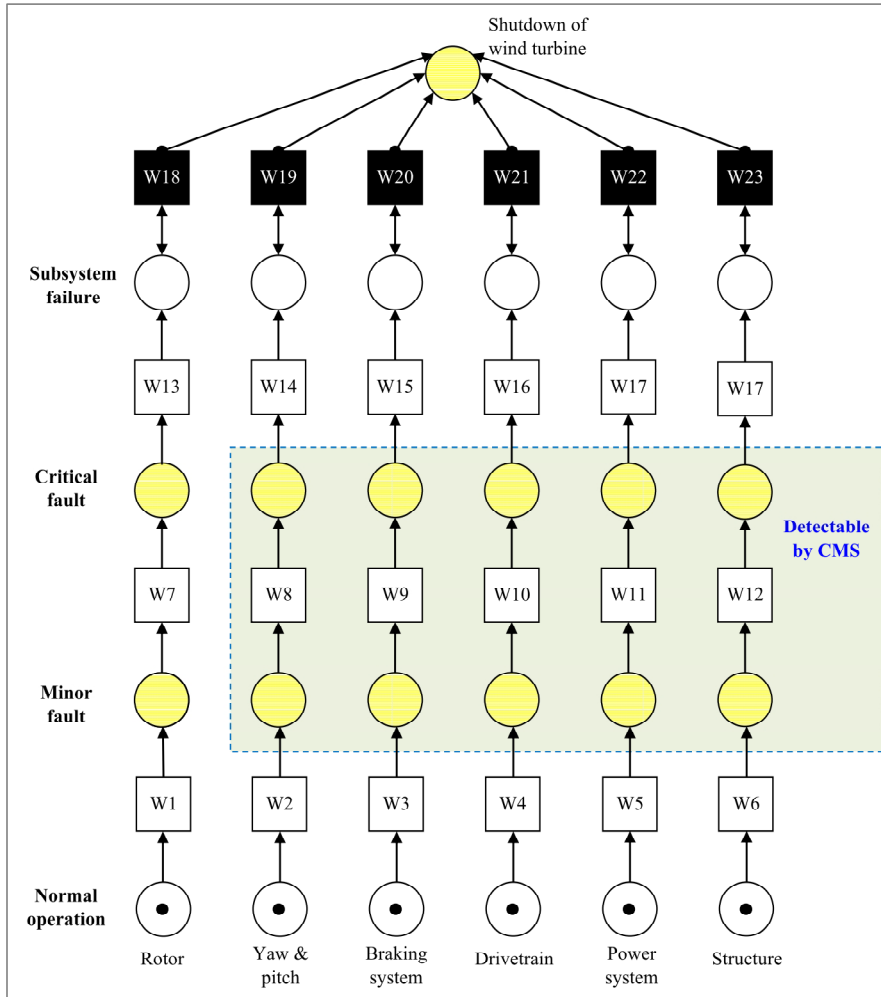 Shutdown of
wind turbine
W18 W19 W20 W21 W22 W23
Subsystem
failure
W13 W14 W15 W16 W17 W17
Critical
fault
Detectable
by CMS
W7 W8 W9 W10 W11 W12
Minor
fault
W1 W2 W3 W4 W5 W6
Normal
operation
Rotor
Yaw &
pitch
Braking
system
Drivetrain
Power
system
Structure